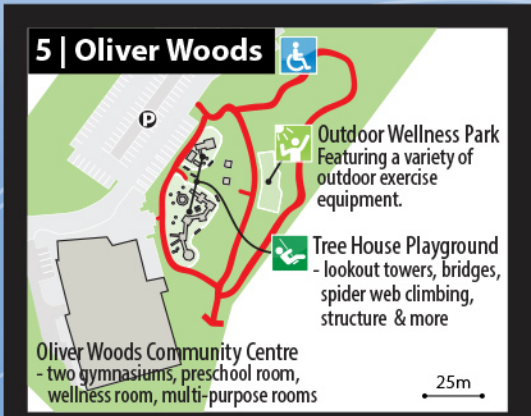 5 | Oliver Woods
P
Outdoor Wellness Park
Featuring a variety of
outdoor exercise
equipment.
Tree House Playground
- lookout towers, bridges,
spider web climbing,
structure & more
Oliver Woods Community Centre
- two gymnasiums, preschool room,
wellness room, multi-purpose rooms
25m